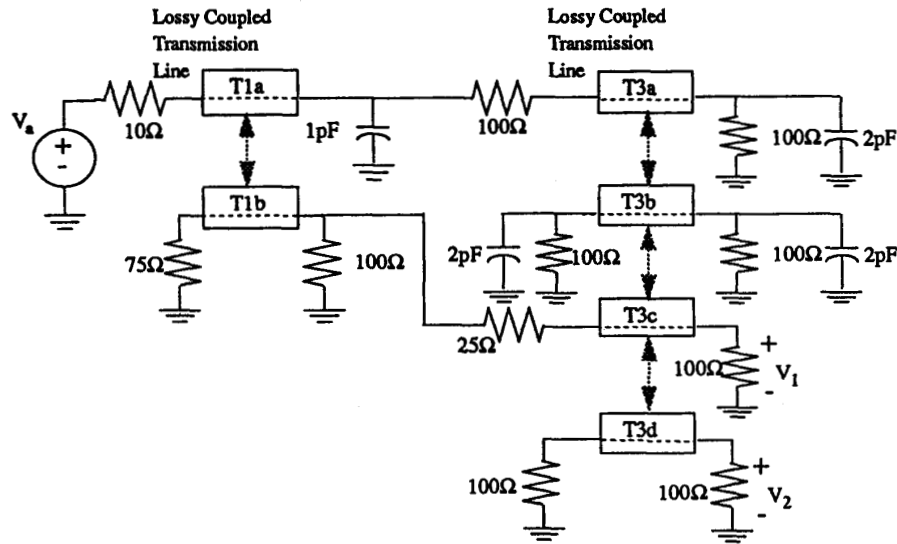 Lossy Coupled
Transmission
Line
Lossy Coupled
Transmission
Line
T1a
T3a
Va
+
-
10Ω
1pF
100Ω
100Ω
2pF
T1b
T3b
75Ω
100Ω
2pF
100Ω
100Ω
2pF
T3c
25Ω
100Ω
+
V1
-
T3d
100Ω
100Ω
+
V2
-